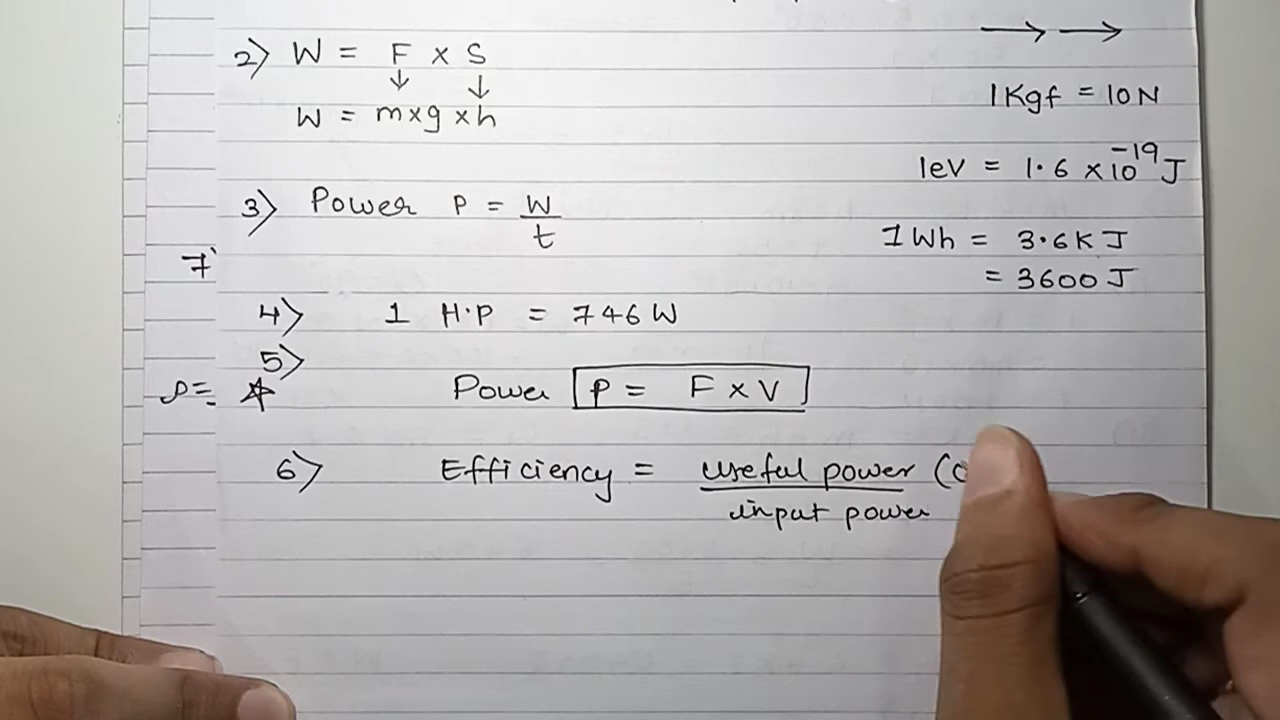 2) W = F x S
↓ ↓
W = m x g x h
→ →
1 Kgf = 10 N
1eV = 1.6 x 10⁻¹⁹ J
3) Power P = W/t
1 Wh = 3.6 K J
= 3600 J
7
4) 1 H.P = 746 W
5)
P= ☆ Power P = F x V
6) Efficiency = useful power (
input power